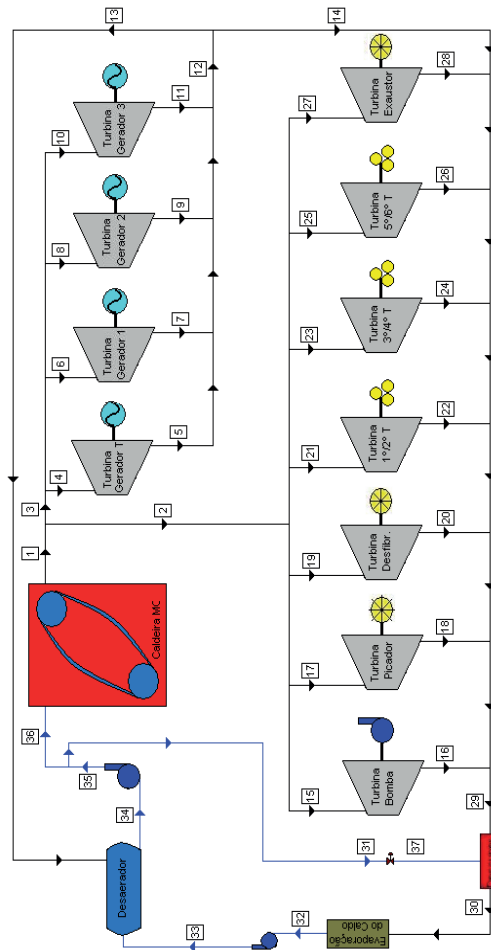 13
14
Turbina
Gerador 3
10
11
12
Turbina
Gerador 2
8
9
Turbina
Gerador 1
6
7
Turbina
Gerador T
4
5
3
1
2
Caldeira MC
36
35
34
Desaerador
33
32
Evaporação
do Caldo
30
31
37
29
Turbina
Bomba
15
16
Turbina
Picador
17
18
Turbina
Desfibr.
19
20
Turbina
1°/2° T
21
22
Turbina
3°/4° T
23
24
Turbina
5°/6° T
25
26
Turbina
Exaustor
27
28